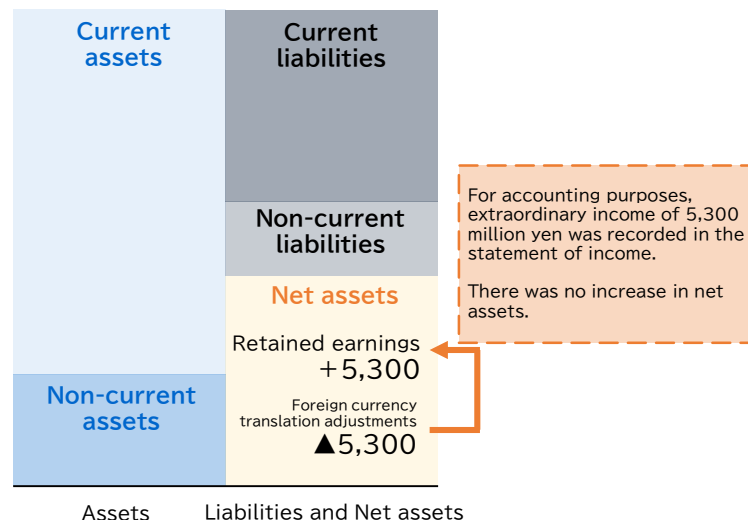 Current
assets
Current
liabilities
Non-current
liabilities
Net assets
Retained earnings
+5,300
Foreign currency
translation adjustments
▲5,300
Non-current
assets
For accounting purposes,
extraordinary income of 5,300
million yen was recorded in the
statement of income.
There was no increase in net
assets.
Assets
Liabilities and Net assets